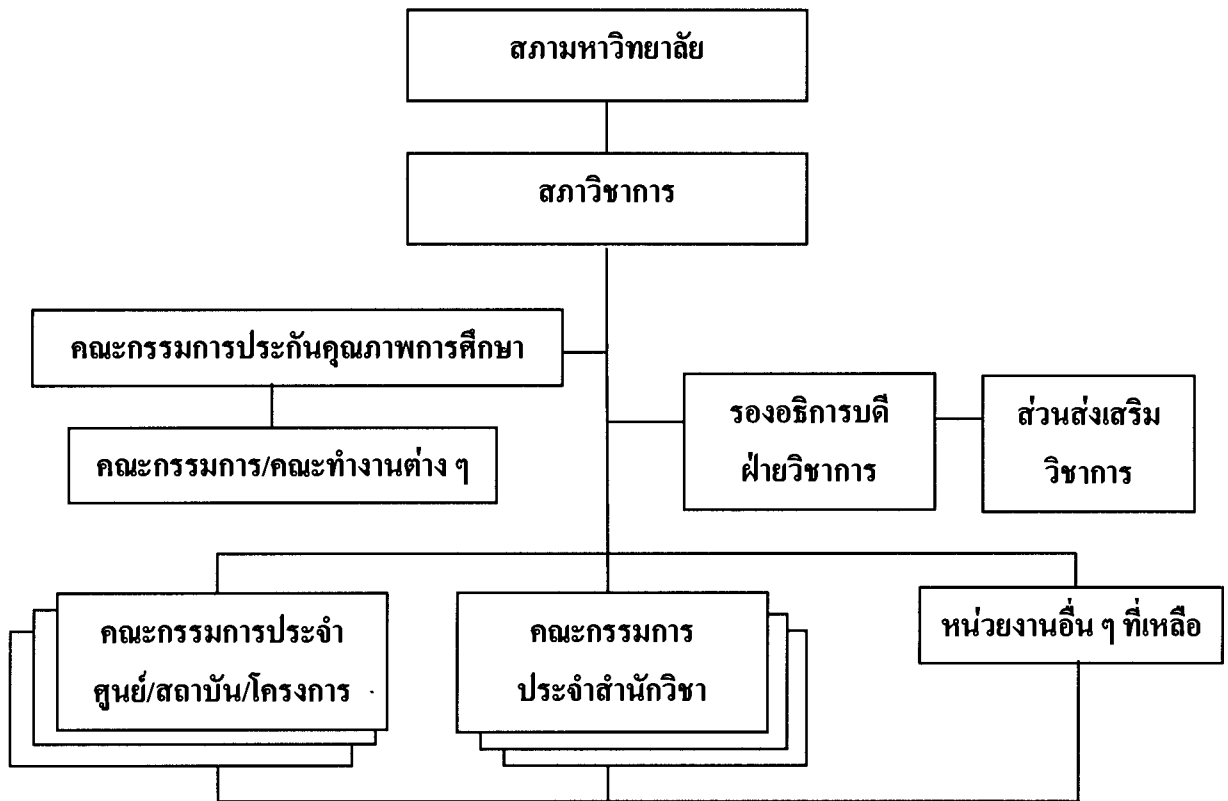 สภามหาวิทยาลัย
สภาวิชาการ
คณะกรรมการประกันคุณภาพการศึกษา
คณะกรรมการ/คณะทำงานต่าง ๆ
รองอธิการบดี
ฝ่ายวิชาการ
ส่วนส่งเสริม
วิชาการ
คณะกรรมการประจำ
ศูนย์/สถาบัน/โครงการ
คณะกรรมการ
ประจำสำนักวิชา
หน่วยงานอื่น ๆ ที่เหลือ